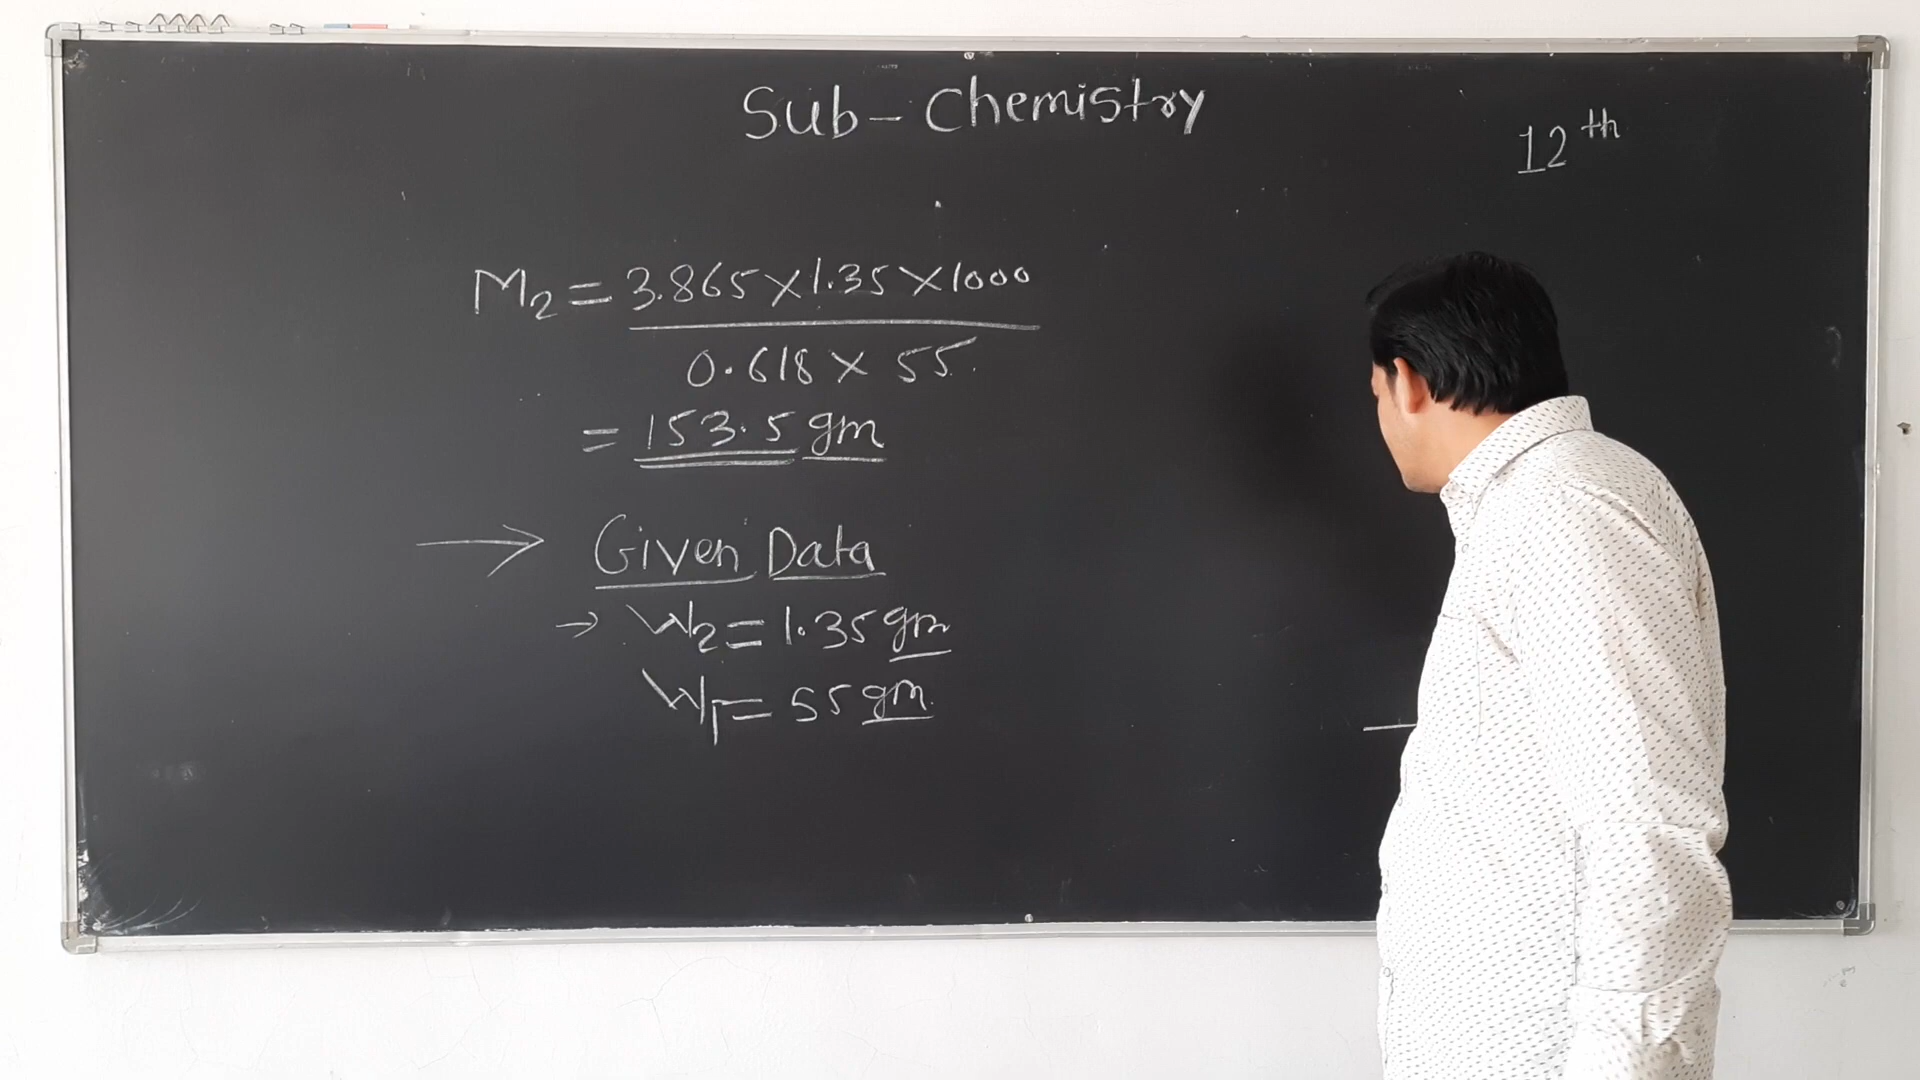 Sub - Chemistry
12th
M2 = 3.865 X 1.35 X 1000
0.618 X 55.
= 153.5 gm
→ Given Data
→ W2 = 1.35 gm
W1 = 55 gm.